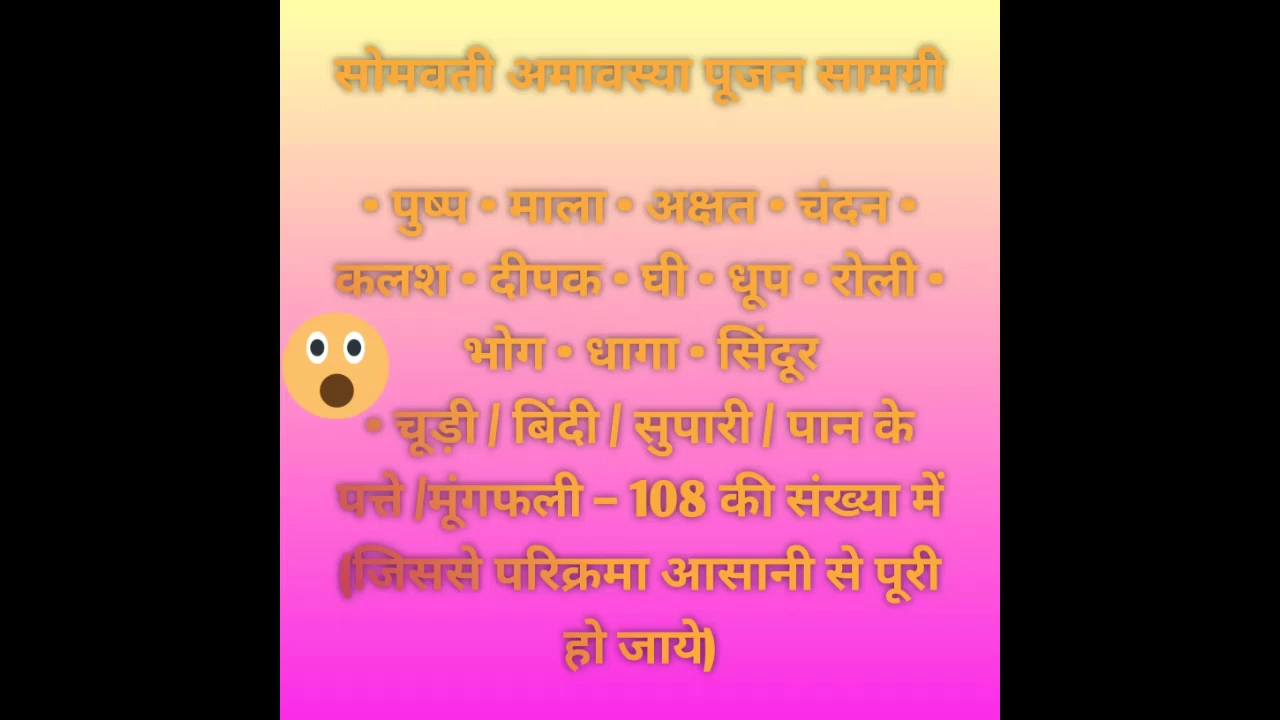 सोमवती अमावस्या पूजन सामग्री
• पुष्प • माला • अक्षत • चंदन •
कलश • दीपक • घी • धूप • रोली •
भोग • धागा • सिंदूर
• चूड़ी / बिंदी / सुपारी / पान के
पत्ते /मूंगफली – 108 की संख्या में
(जिससे परिक्रमा आसानी से पूरी
हो जाये)